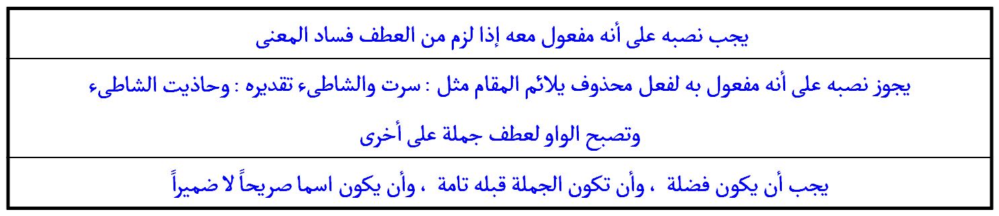 يجب نصبه على أنه مفعول معه إذا لزم من العطف فساد المعنى
يجوز نصبه على أنه مفعول به لفعل محذوف يلائم المقام مثل : سرت والشاطىء تقديره : وحاذيت الشاطىء
وتصبح الواو لعطف جملة على أخرى
يجب أن يكون فضلة ، وأن تكون الجملة قبله تامة ، وأن يكون اسما صريحاً لا ضميراً